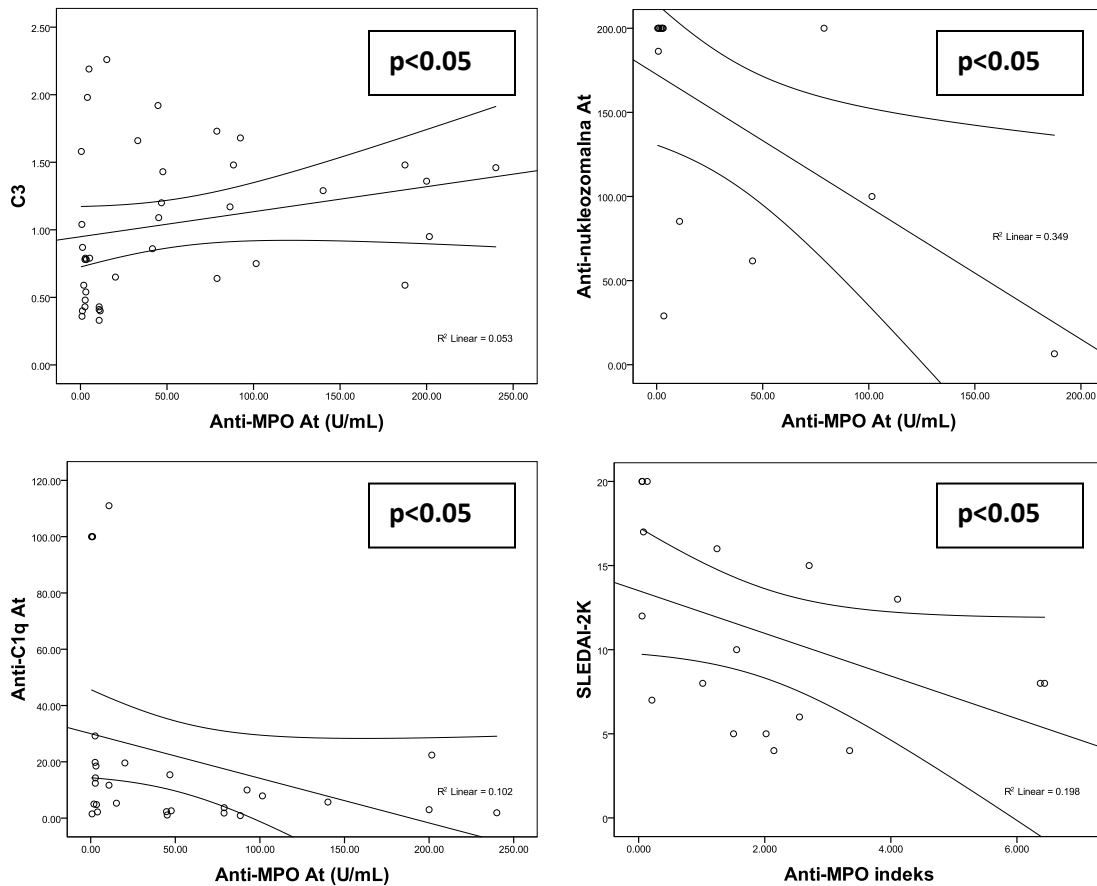 2.50
2.00
1.50
1.00
0.50
0.00
C3
p<0.05
R² Linear = 0.053
0.00 50.00 100.00 150.00 200.00 250.00
Anti-MPO At (U/mL)
200.00
150.00
100.00
50.00
0.00
Anti-nukleozomalna At
p<0.05
R² Linear = 0.349
0.00 50.00 100.00 150.00 200.00
Anti-MPO At (U/mL)
120.00
100.00
80.00
60.00
40.00
20.00
0.00
Anti-C1q At
p<0.05
R² Linear = 0.102
0.00 50.00 100.00 150.00 200.00 250.00
Anti-MPO At (U/mL)
20
15
10
5
0
SLEDAI-2K
p<0.05
R² Linear = 0.198
0.000 2.000 4.000 6.000
Anti-MPO indeks